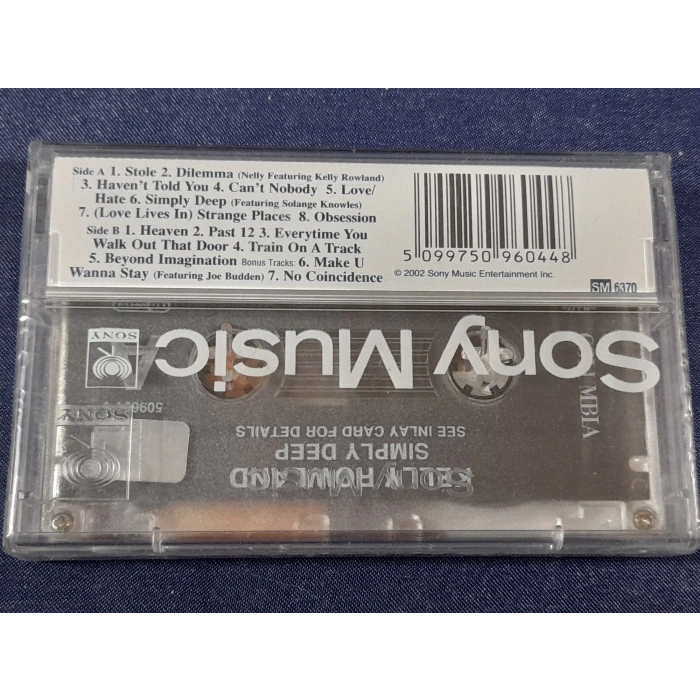 Side A 1. Stole 2. Dilemma (Nelly Featuring Kelly Rowland)
3. Haven't Told You 4. Can't Nobody 5. Love/
Hate 6. Simply Deep (Featuring Solange Knowles)
7. (Love Lives In) Strange Places 8. Obsession
Side B 1. Heaven 2. Past 12 3. Everytime You
Walk Out That Door 4. Train On A Track
5. Beyond Imagination Bonus Tracks: 6. Make U
Wanna Stay (Featuring Joe Budden) 7. No Coincidence
5 099750 960448
© 2002 Sony Music Entertainment Inc.
SM 6370
Sony Music
SONY
SONY
SEE INLAY CARD FOR DETAILS
SIMPLY DEEP
KELLY ROWLAND
Sony Music